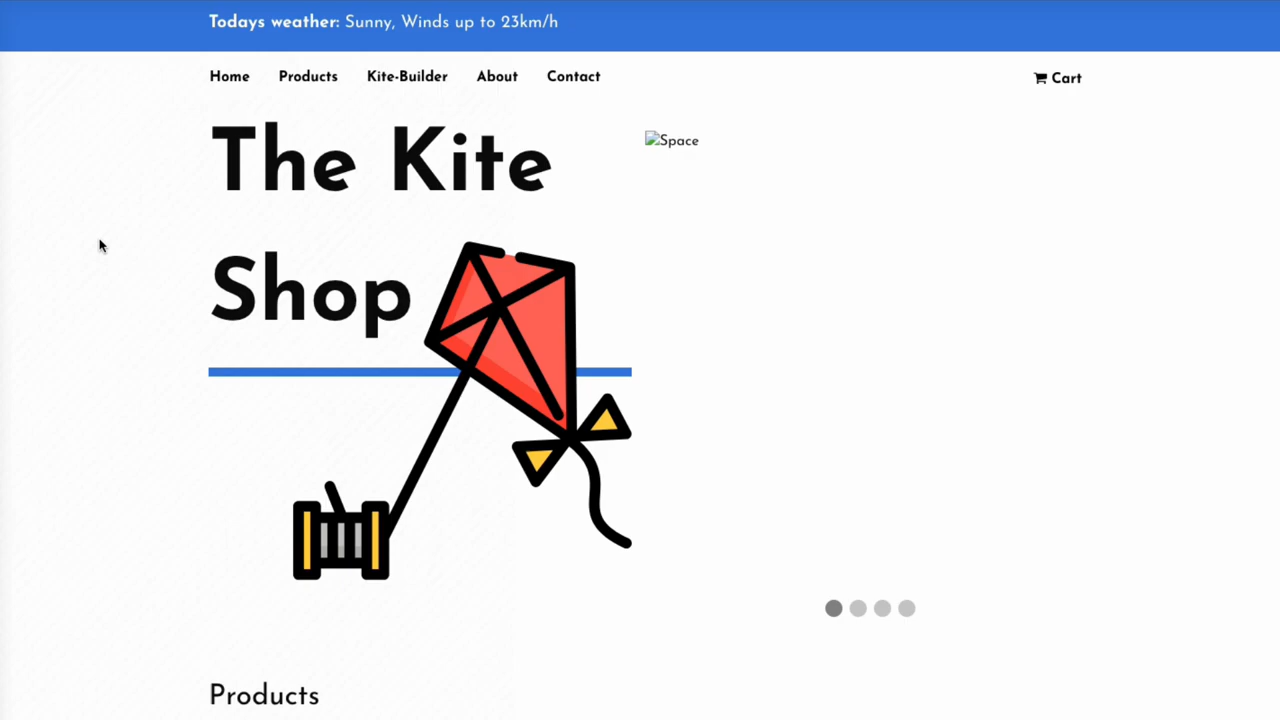 Todays weather: Sunny, Winds up to 23km/h
Home Products Kite-Builder About Contact Cart
The Kite
Shop
Space
Products